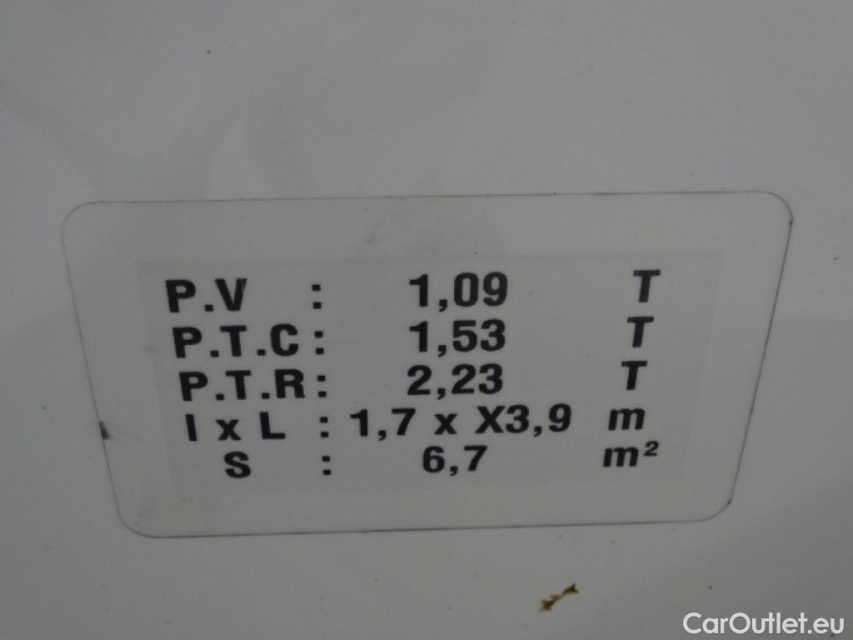 P.V : 1,09 T
P.T.C: 1,53 T
P.T.R: 2,23 T
l x L : 1,7 x X3,9 m
S : 6,7 m²
CarOutlet.eu